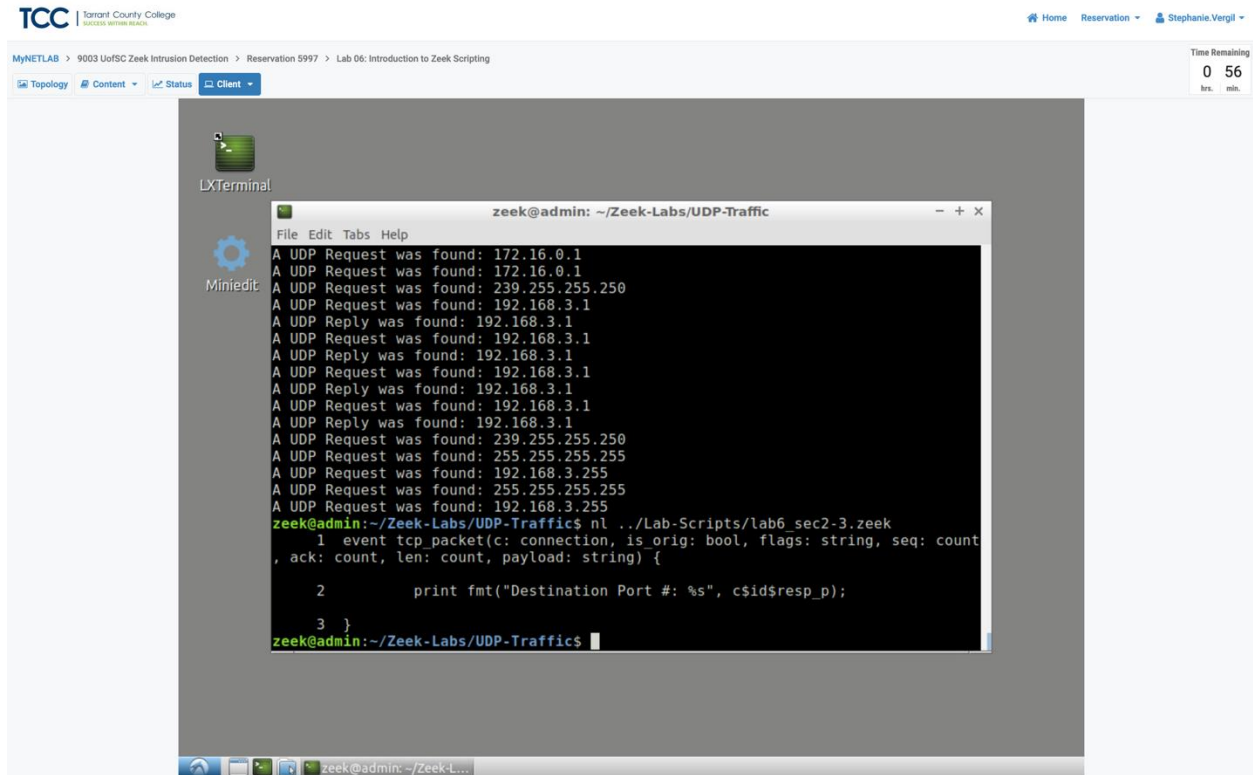 TCC Tarrant County College
SUCCESS WITHIN REACH.
Home Reservation Stephanie.Vergil
MyNETLAB > 9003 UofSC Zeek Intrusion Detection > Reservation 5997 > Lab 06: Introduction to Zeek Scripting
Time Remaining
0 56
hrs. min.
Topology Content Status Client
LXTerminal
Miniedit
zeek@admin: ~/Zeek-Labs/UDP-Traffic
File Edit Tabs Help
A UDP Request was found: 172.16.0.1
A UDP Request was found: 172.16.0.1
A UDP Request was found: 239.255.255.250
A UDP Request was found: 192.168.3.1
A UDP Reply was found: 192.168.3.1
A UDP Request was found: 192.168.3.1
A UDP Reply was found: 192.168.3.1
A UDP Request was found: 192.168.3.1
A UDP Reply was found: 192.168.3.1
A UDP Request was found: 192.168.3.1
A UDP Reply was found: 192.168.3.1
A UDP Request was found: 239.255.255.250
A UDP Request was found: 255.255.255.255
A UDP Request was found: 192.168.3.255
A UDP Request was found: 255.255.255.255
A UDP Request was found: 192.168.3.255
zeek@admin:~/Zeek-Labs/UDP-Traffic$ nl ../Lab-Scripts/lab6_sec2-3.zeek
1 event tcp_packet(c: connection, is_orig: bool, flags: string, seq: count
, ack: count, len: count, payload: string) {
2 print fmt("Destination Port #: %s", c$id$resp_p);
3 }
zeek@admin:~/Zeek-Labs/UDP-Traffic$
zeek@admin: ~/Zeek-L...